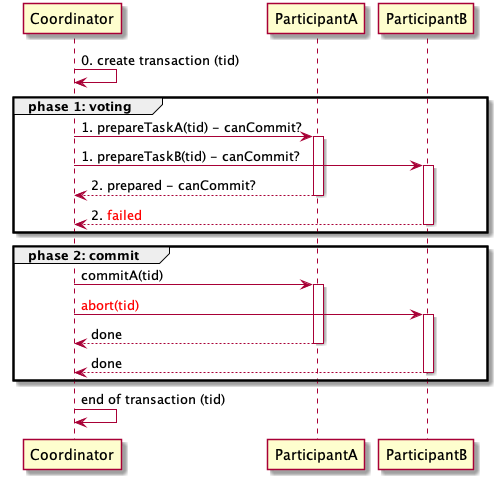 Coordinator ParticipantA ParticipantB
0. create transaction (tid)
phase 1: voting
1. prepareTaskA(tid) - canCommit?
1. prepareTaskB(tid) - canCommit?
2. prepared - canCommit?
2. failed
phase 2: commit
commitA(tid)
abort(tid)
done
done
end of transaction (tid)
Coordinator ParticipantA ParticipantB